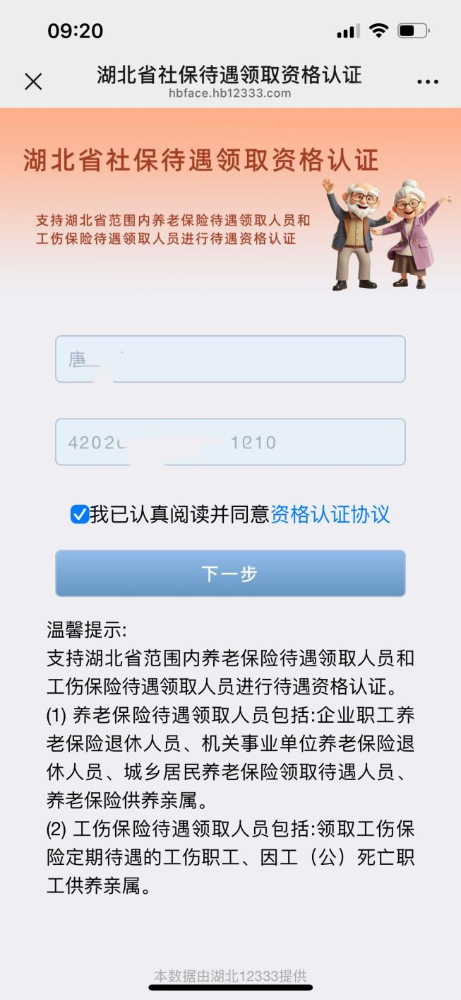 09:20
湖北省社保待遇领取资格认证
hbface.hb12333.com
湖北省社保待遇领取资格认证
支持湖北省范围内养老保险待遇领取人员和
工伤保险待遇领取人员进行待遇资格认证
唐
4202 1010
我已认真阅读并同意资格认证协议
下一步
温馨提示:
支持湖北省范围内养老保险待遇领取人员和
工伤保险待遇领取人员进行待遇资格认证。
(1) 养老保险待遇领取人员包括:企业职工养
老保险退休人员、机关事业单位养老保险退
休人员、城乡居民养老保险领取待遇人员、
养老保险供养亲属。
(2) 工伤保险待遇领取人员包括:领取工伤保
险定期待遇的工伤职工、因工（公）死亡职
工供养亲属。
本数据由湖北12333提供